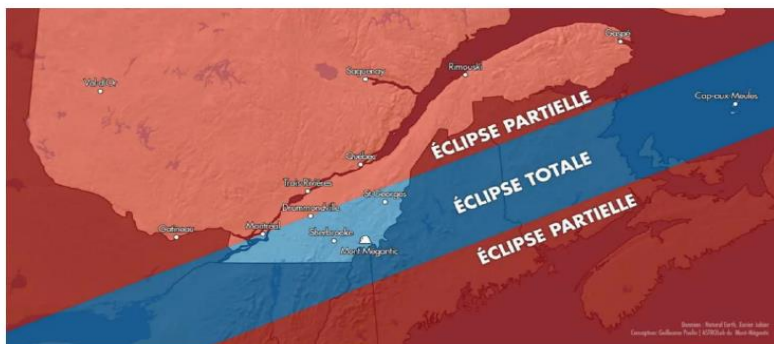 Gaspé
Rimouski
Saguenay
Val-d'Or
Cap-aux-Meules
ÉCLIPSE PARTIELLE
Québec
ÉCLIPSE TOTALE
Trois-Rivières
St-Georges
ÉCLIPSE PARTIELLE
Drummondville
Montréal
Gatineau
Sherbrooke
Mont-Mégantic